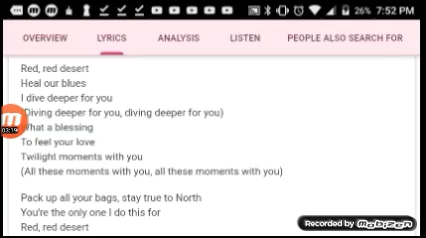 26% 7:52 PM
OVERVIEW LYRICS ANALYSIS LISTEN PEOPLE ALSO SEARCH FOR
Red, red desert
Heal our blues
I dive deeper for you
(Diving deeper for you, diving deeper for you)
What a blessing
03:19
To feel your love
Twilight moments with you
(All these moments with you, all these moments with you)
Pack up all your bags, stay true to North
You're the only one I do this for
Red, red desert
Recorded by Mobizen